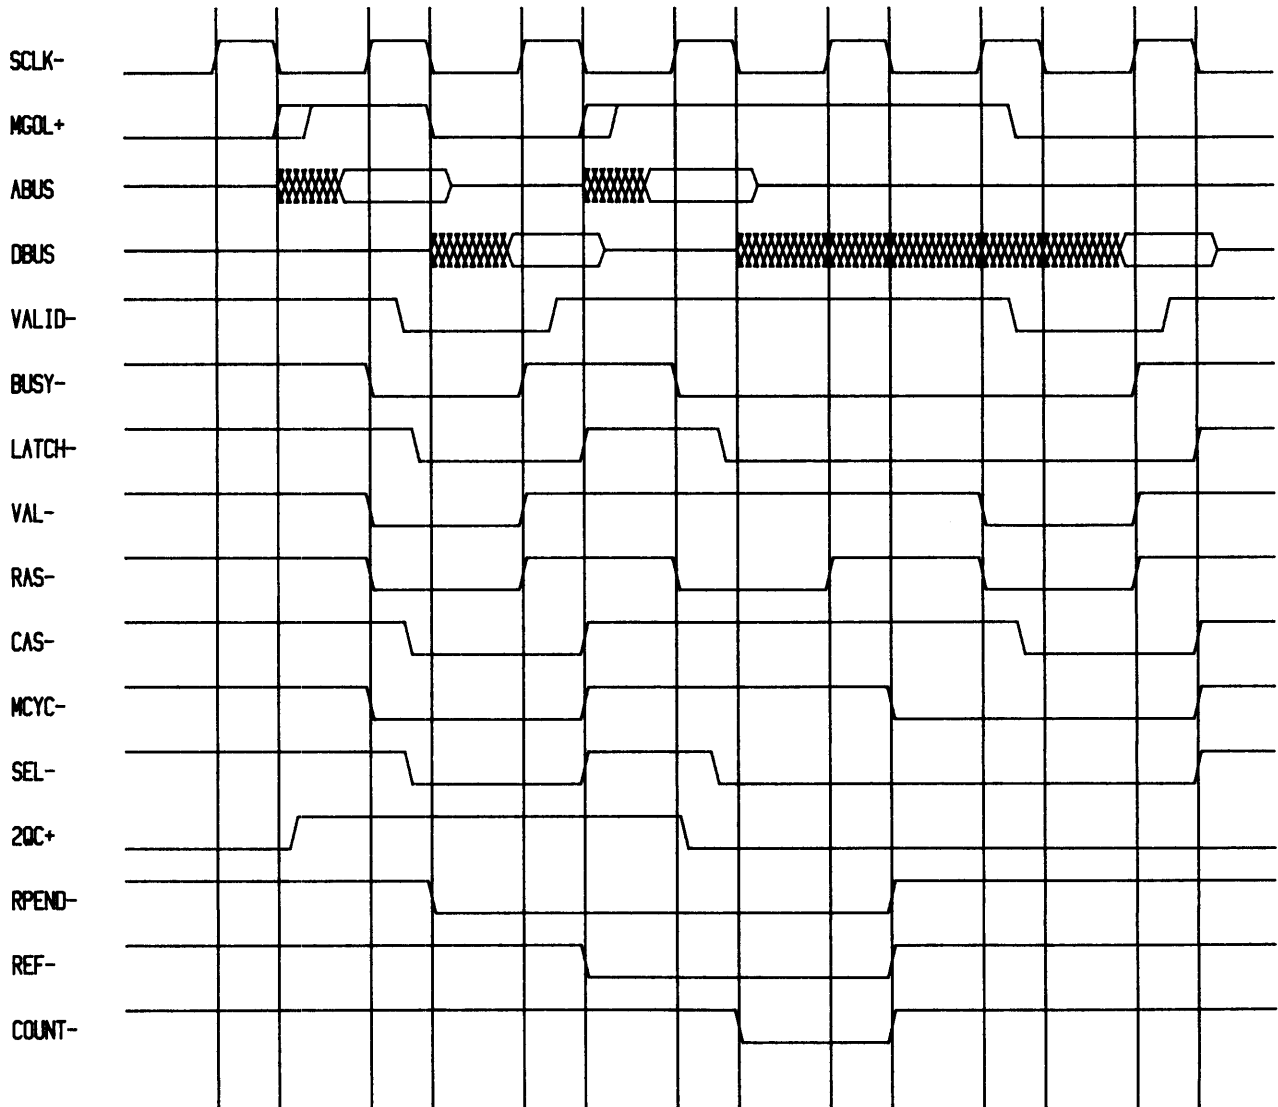 SCLK-
MGOL+
ABUS
DBUS
VALID-
BUSY-
LATCH-
VAL-
RAS-
CAS-
MCYC-
SEL-
2QC+
RPEND-
REF-
COUNT-